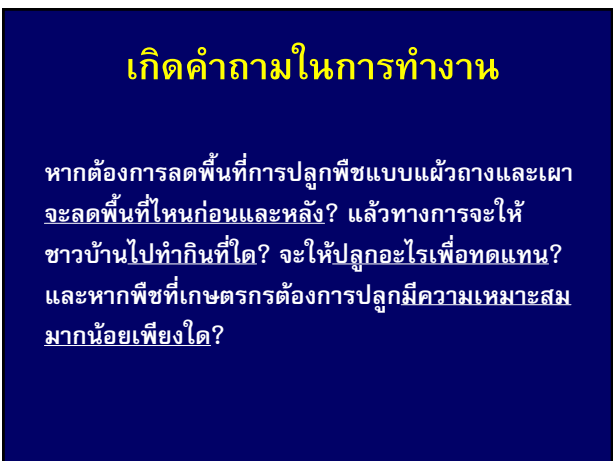 เกิดคำถามในการทำงาน
หากต้องการลดพื้นที่การปลูกพืชแบบแผ้วถางและเผา
จะลดพื้นที่ไหนก่อนและหลัง? แล้วทางการจะให้
ชาวบ้านไปทำกินที่ใด? จะให้ปลูกอะไรเพื่อทดแทน?
และหากพืชที่เกษตรกรต้องการปลูกมีความเหมาะสม
มากน้อยเพียงใด?